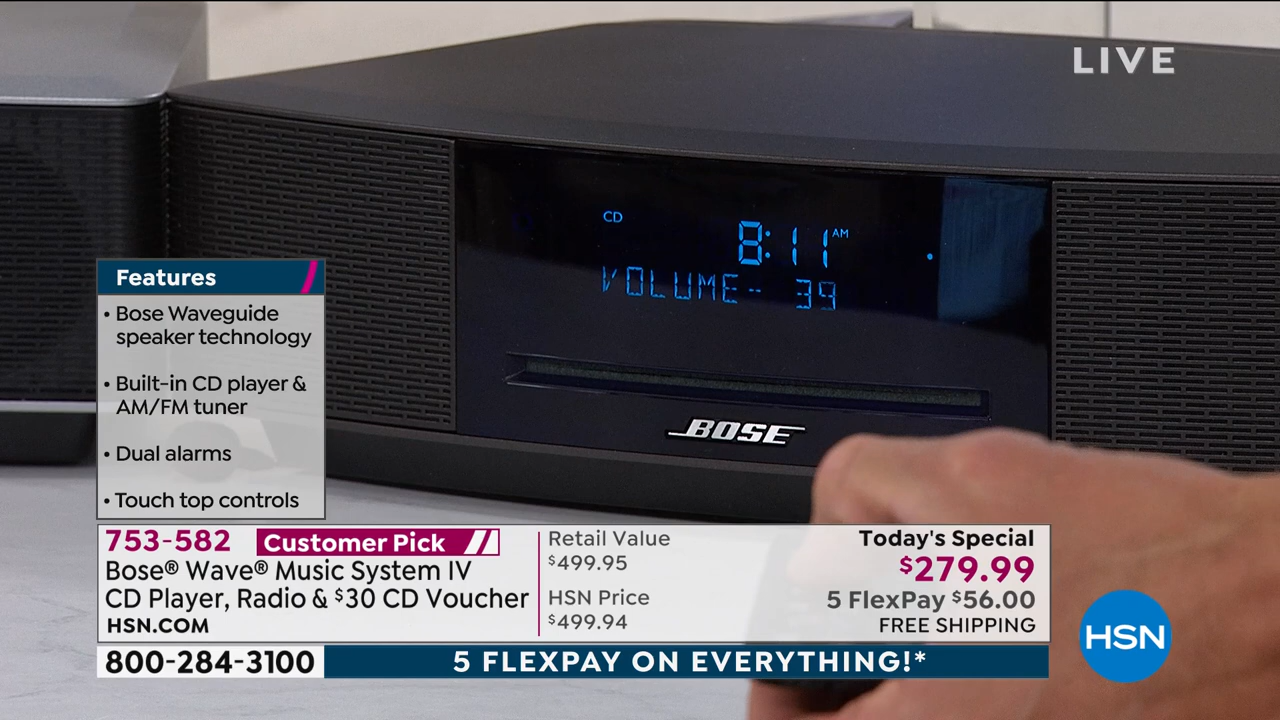 LIVE
CD
8:11 AM
VOLUME- 39
BOSE
Features
• Bose Waveguide
speaker technology
• Built-in CD player &
AM/FM tuner
• Dual alarms
• Touch top controls
753-582 Customer Pick
Bose® Wave® Music System IV
CD Player, Radio & $30 CD Voucher
HSN.COM
Retail Value
$499.95
HSN Price
$499.94
Today's Special
$279.99
5 FlexPay $56.00
FREE SHIPPING
HSN
800-284-3100
5 FLEXPAY ON EVERYTHING!*